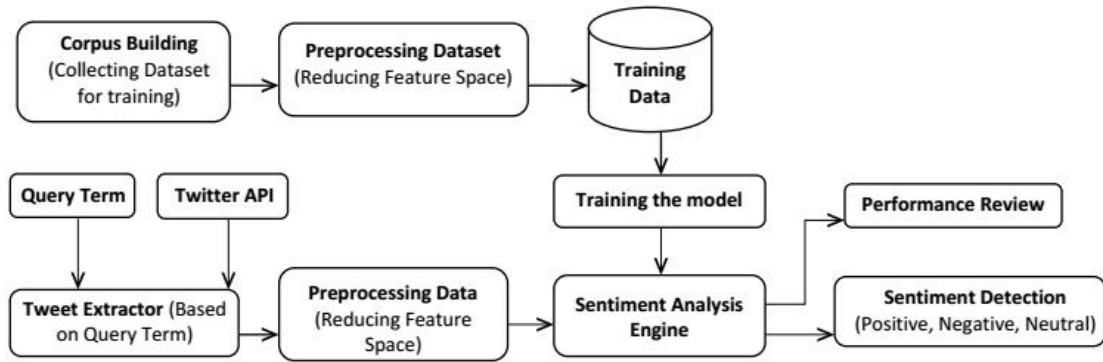 Corpus Building
(Collecting Dataset
for training)
Preprocessing Dataset
(Reducing Feature Space)
Training
Data
Query Term
Twitter API
Training the model
Performance Review
Tweet Extractor (Based
on Query Term)
Preprocessing Data
(Reducing Feature
Space)
Sentiment Analysis
Engine
Sentiment Detection
(Positive, Negative, Neutral)